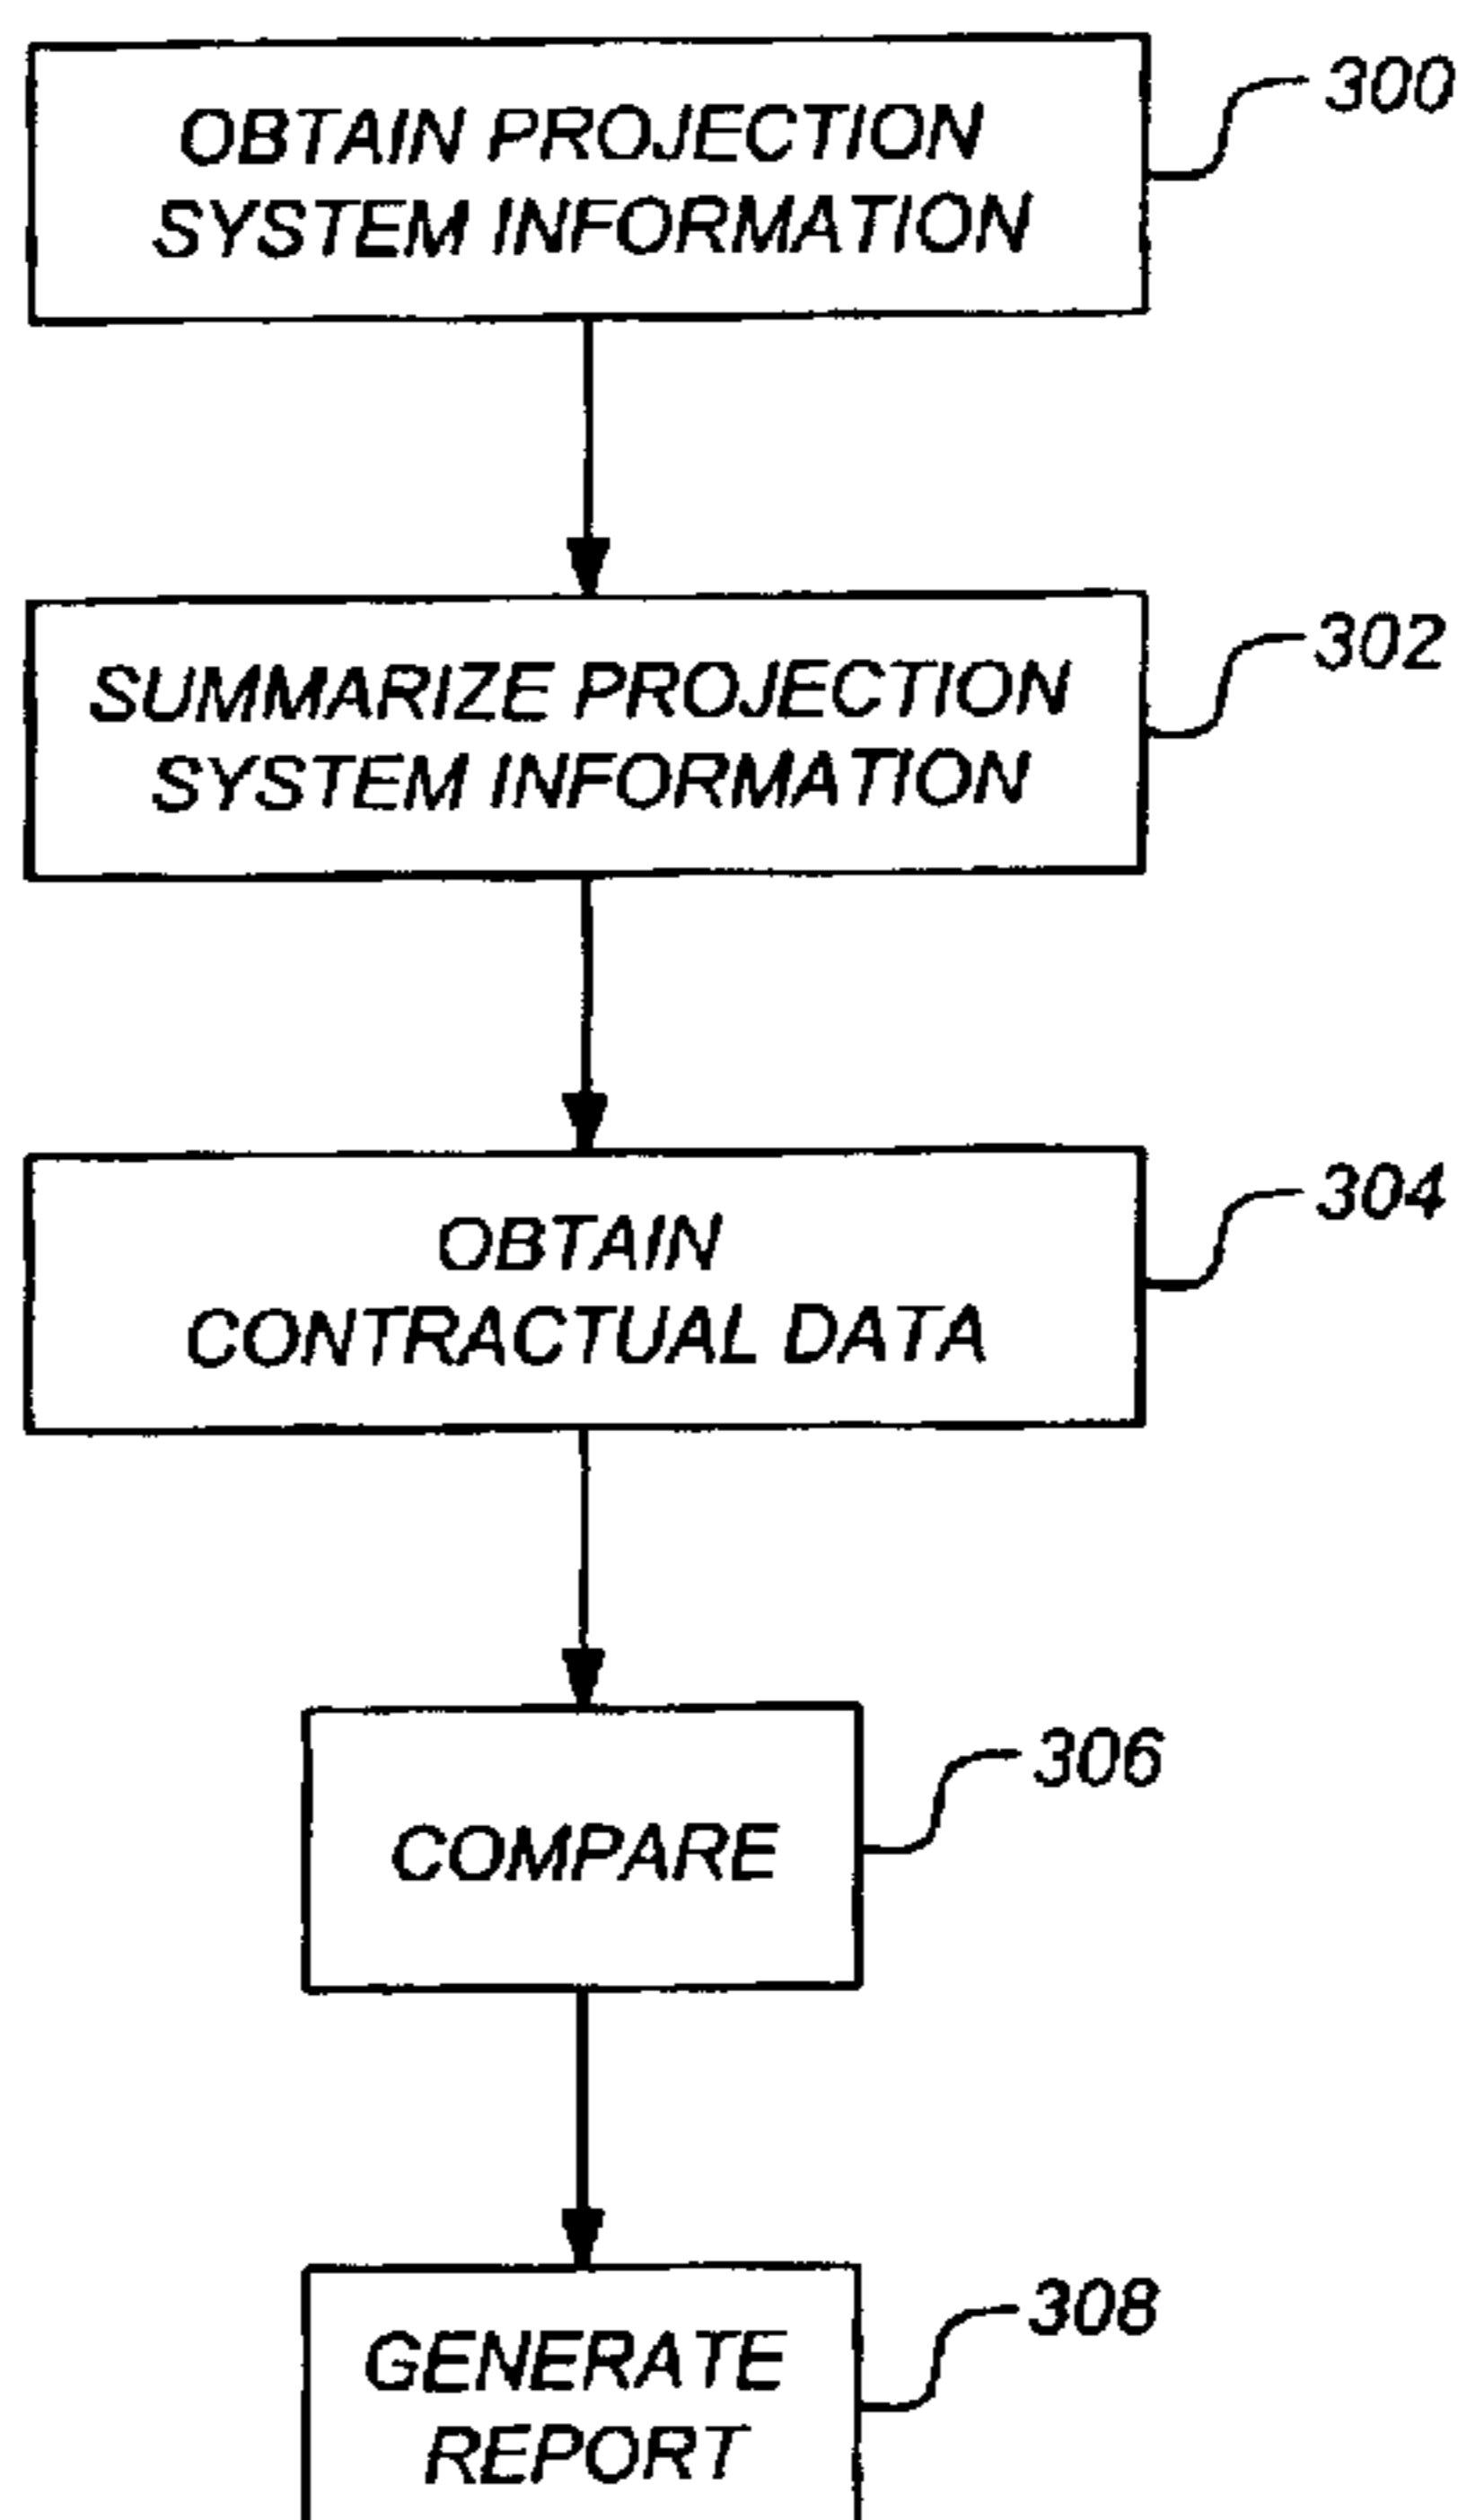 OBTAIN PROJECTION
SYSTEM INFORMATION
300
SUMMARIZE PROJECTION
SYSTEM INFORMATION
302
OBTAIN
CONTRACTUAL DATA
304
COMPARE
306
GENERATE
REPORT
308